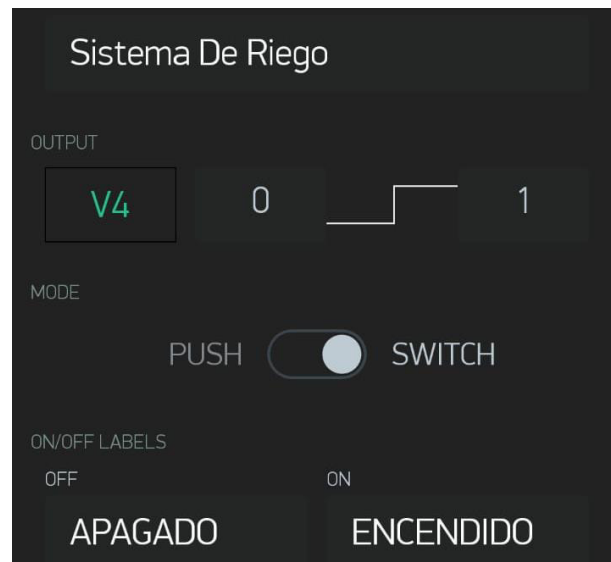 Sistema De Riego
OUTPUT
V4 0 1
MODE
PUSH SWITCH
ON/OFF LABELS
OFF ON
APAGADO ENCENDIDO